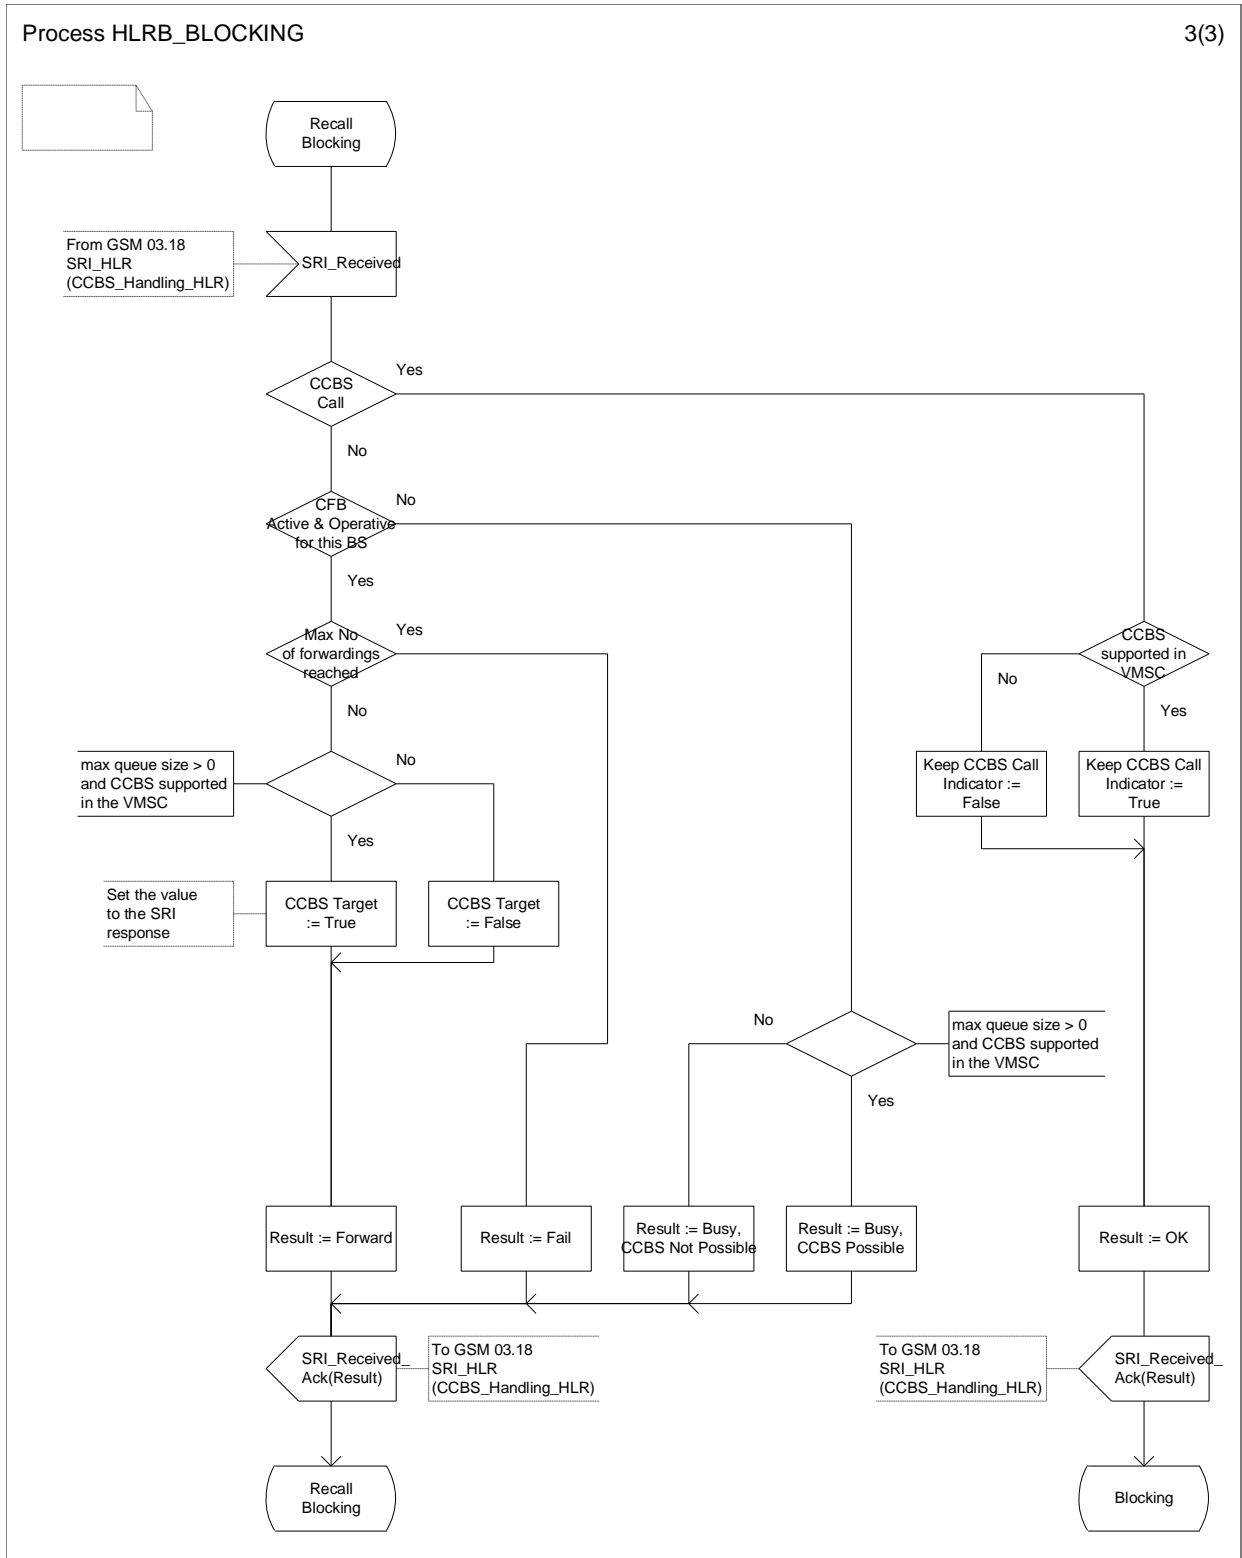 Process HLRB_BLOCKING
3(3)
Recall
Blocking
From GSM 03.18
SRI_HLR
(CCBS_Handling_HLR)
SRI_Received
CCBS
Call
Yes
No
CFB
Active & Operative
for this BS
No
Yes
Max No
of forwardings
reached
Yes
No
CCBS
supported in
VMSC
No
Yes
max queue size > 0
and CCBS supported
in the VMSC
No
Yes
Keep CCBS Call
Indicator :=
False
Keep CCBS Call
Indicator :=
True
Set the value
to the SRI
response
CCBS Target
:= True
CCBS Target
:= False
No
Yes
max queue size > 0
and CCBS supported
in the VMSC
Result := Forward
Result := Fail
Result := Busy,
CCBS Not Possible
Result := Busy,
CCBS Possible
Result := OK
SRI_Received_
Ack(Result)
To GSM 03.18
SRI_HLR
(CCBS_Handling_HLR)
To GSM 03.18
SRI_HLR
(CCBS_Handling_HLR)
SRI_Received_
Ack(Result)
Recall
Blocking
Blocking